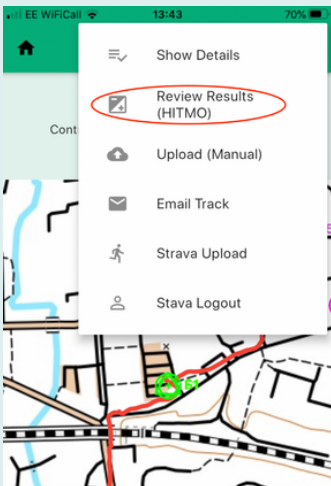 EE WiFiCall 13:43 70%
Show Details
Review Results
(HITMO)
Cont
Upload (Manual)
Email Track
Strava Upload
Stava Logout
51